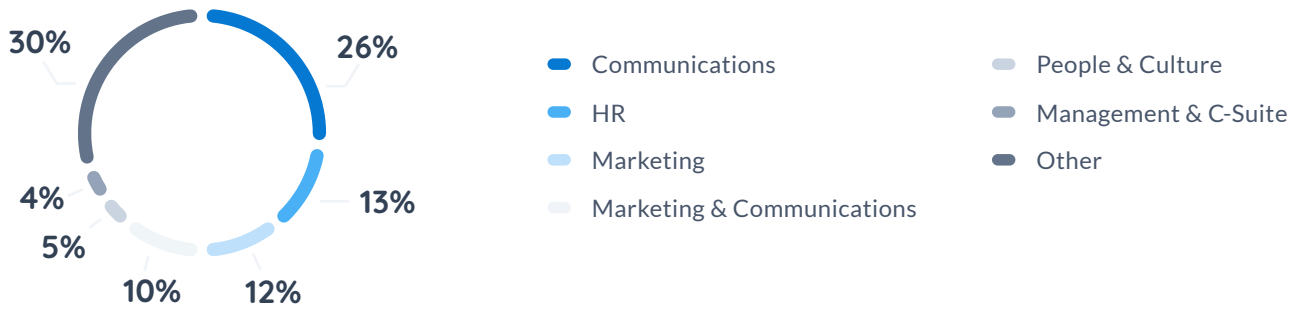 30%
26%
4%
13%
5%
10%
12%
Communications
HR
Marketing
Marketing & Communications
People & Culture
Management & C-Suite
Other